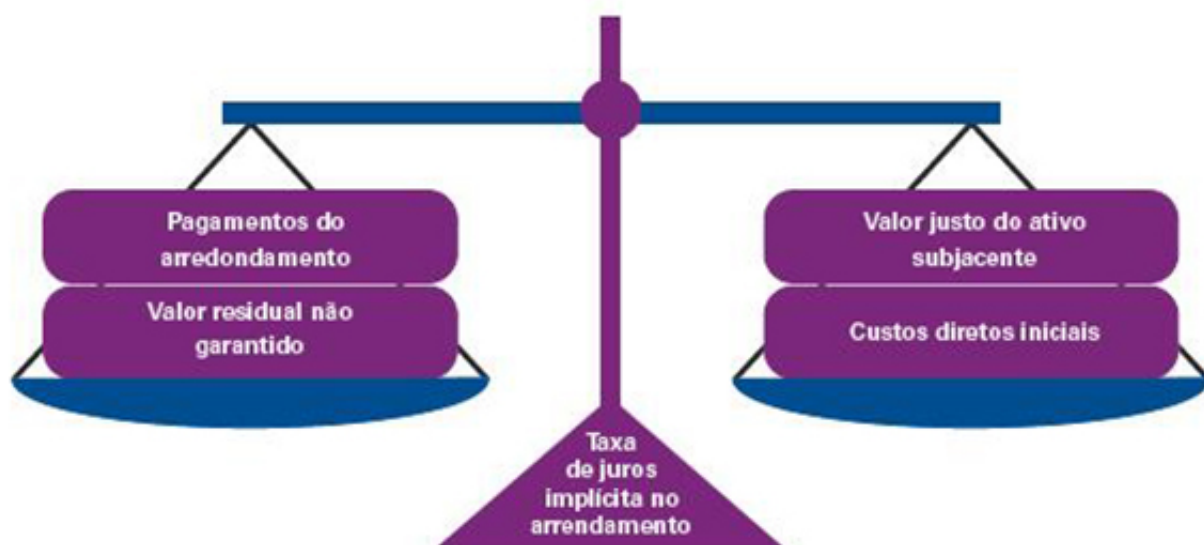 Pagamentos do
arredondamento
Valor residual não
garantido
Valor justo do ativo
subjacente
Custos diretos iniciais
Taxa
de juros
implícita no
arrendamento